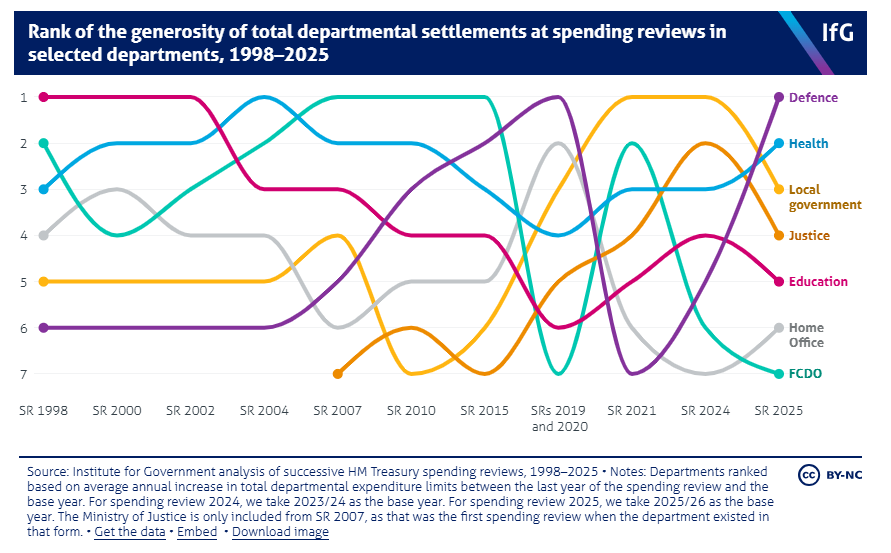 Rank of the generosity of total departmental settlements at spending reviews in
selected departments, 1998–2025
IfG
1
2
3
4
5
6
7
Defence
Health
Local
government
Justice
Education
Home
Office
FCDO
SR 1998
SR 2000
SR 2002
SR 2004
SR 2007
SR 2010
SR 2015
SRs 2019
and 2020
SR 2021
SR 2024
SR 2025
Source: Institute for Government analysis of successive HM Treasury spending reviews, 1998–2025 • Notes: Departments ranked
based on average annual increase in total departmental expenditure limits between the last year of the spending review and the
base year. For spending review 2024, we take 2023/24 as the base year. For spending review 2025, we take 2025/26 as the base
year. The Ministry of Justice is only included from SR 2007, as that was the first spending review when the department existed in
that form. • Get the data • Embed • Download image
cc BY-NC